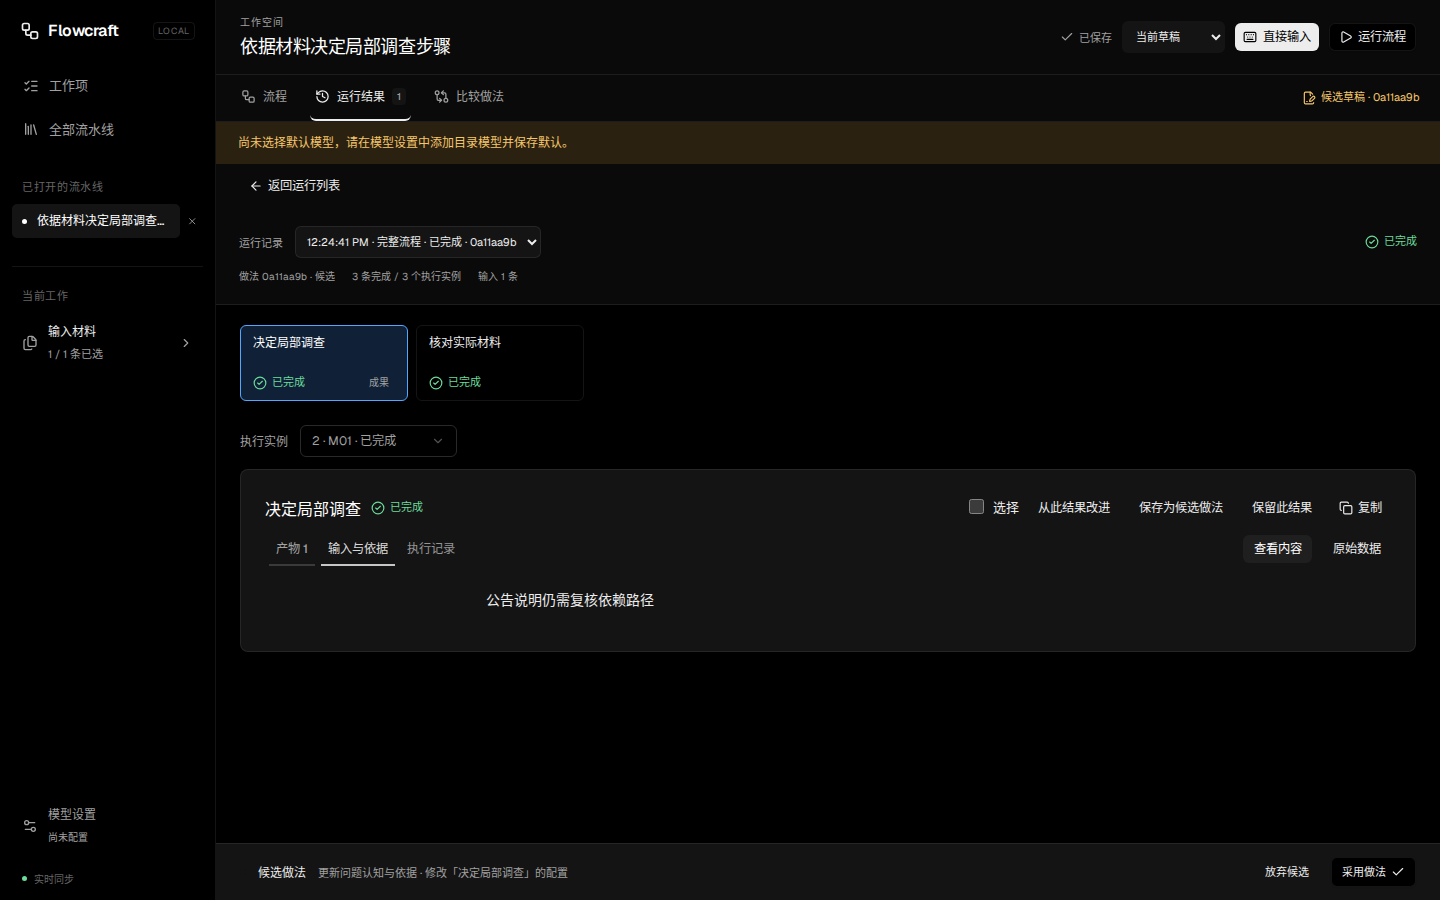 Flowcraft
LOCAL
工作项
全部流水线
已打开的流水线
依据材料决定局部调查...
当前工作
输入材料
1 / 1 条已选
模型设置
尚未配置
实时同步
工作空间
依据材料决定局部调查步骤
已保存
当前草稿
直接输入
运行流程
流程
运行结果 1
比较做法
候选草稿 · 0a11aa9b
尚未选择默认模型，请在模型设置中添加目录模型并保存默认。
返回运行列表
运行记录
12:24:41 PM · 完整流程 · 已完成 · 0a11aa9b
已完成
做法 0a11aa9b · 候选
3 条完成 / 3 个执行实例
输入 1 条
决定局部调查
已完成
成果
核对实际材料
已完成
执行实例
2 · M01 · 已完成
决定局部调查
已完成
选择
从此结果改进
保存为候选做法
保留此结果
复制
产物 1
输入与依据
执行记录
查看内容
原始数据
公告说明仍需复核依赖路径
候选做法
更新问题认知与依据 · 修改「决定局部调查」的配置
放弃候选
采用做法